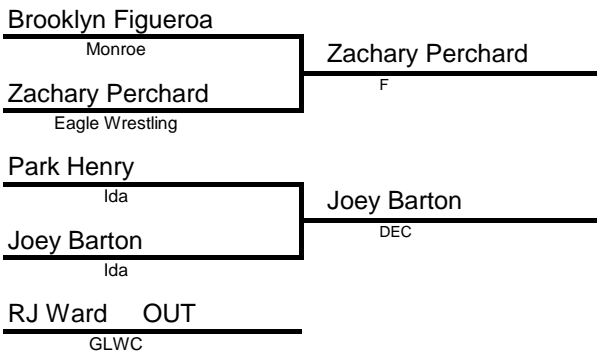 Brooklyn Figueroa
Monroe
Zachary Perchard
F
Zachary Perchard
Eagle Wrestling
Park Henry
Ida
Joey Barton
DEC
Joey Barton
Ida
RJ Ward OUT
GLWC